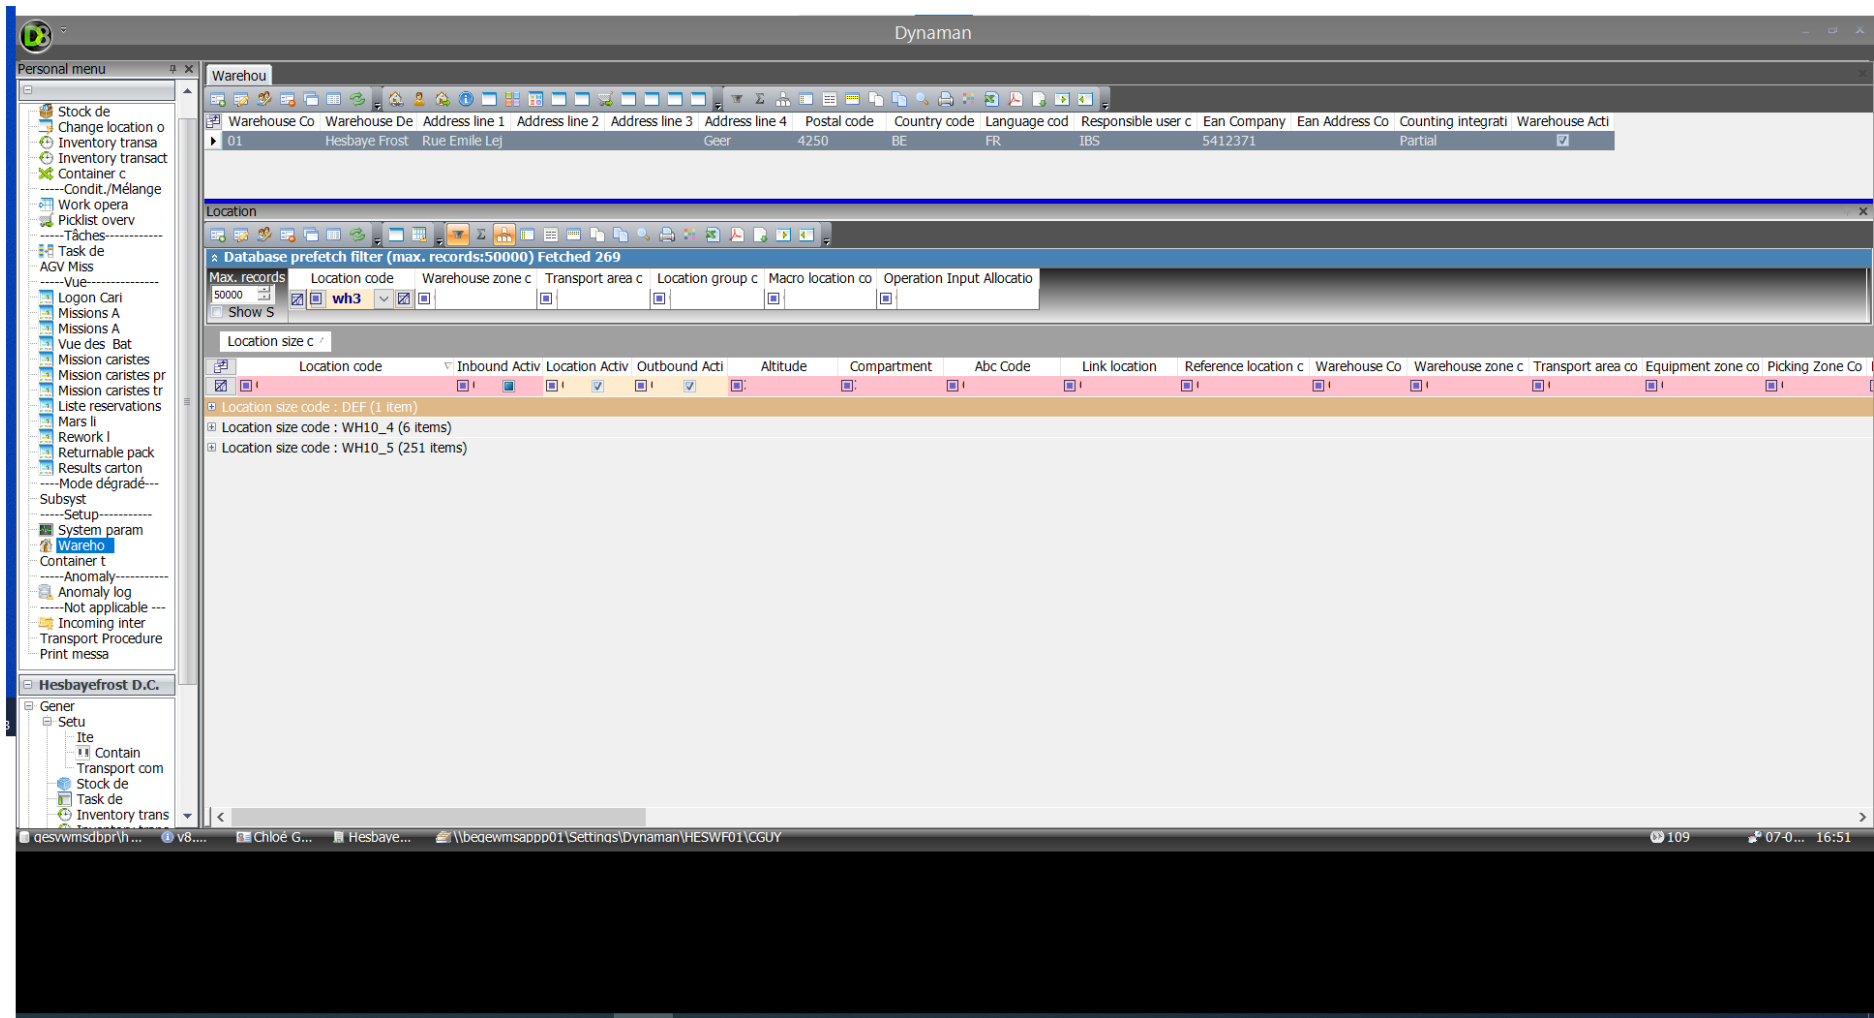 Dynaman
Personal menu
Stock de
Change location o
Inventory transa
Inventory transact
Container c
-----Condit./Mélange
Work opera
Picklist overv
-----Tâches------------
Task de
AGV Miss
-----Vue---------------
Logon Cari
Missions A
Missions A
Vue des Bat
Mission caristes
Mission caristes pr
Mission caristes tr
Liste reservations
Mars li
Rework l
Returnable pack
Results carton
----Mode dégradé---
Subsyst
-----Setup-----------
System param
Wareho
Container t
-----Anomaly-----------
Anomaly log
-----Not applicable ---
Incoming inter
Transport Procedure
Print messa
Hesbayefrost D.C.
Gener
Setu
Ite
Contain
Transport com
Stock de
Task de
Inventory trans
Warehou
Warehouse Co Warehouse De Address line 1 Address line 2 Address line 3 Address line 4 Postal code Country code Language cod Responsible user c Ean Company Ean Address Co Counting integrati Warehouse Acti
01 Hesbaye Frost Rue Emile Lej Geer 4250 BE FR IBS 5412371 Partial
Location
Database prefetch filter (max. records:50000) Fetched 269
Max. records Location code Warehouse zone c Transport area c Location group c Macro location co Operation Input Allocatio
50000 wh3
Show S
Location size c
Location code Inbound Activ Location Activ Outbound Acti Altitude Compartment Abc Code Link location Reference location c Warehouse Co Warehouse zone c Transport area co Equipment zone co Picking Zone Co
Location size code : DEF (1 item)
Location size code : WH10_4 (6 items)
Location size code : WH10_5 (251 items)
qesvwmsdbpr\h... v8.... Chloé G... Hesbaye... \\beqewmsappp01\Settings\Dynaman\HESWF01\CGUY 109 07-0... 16:51